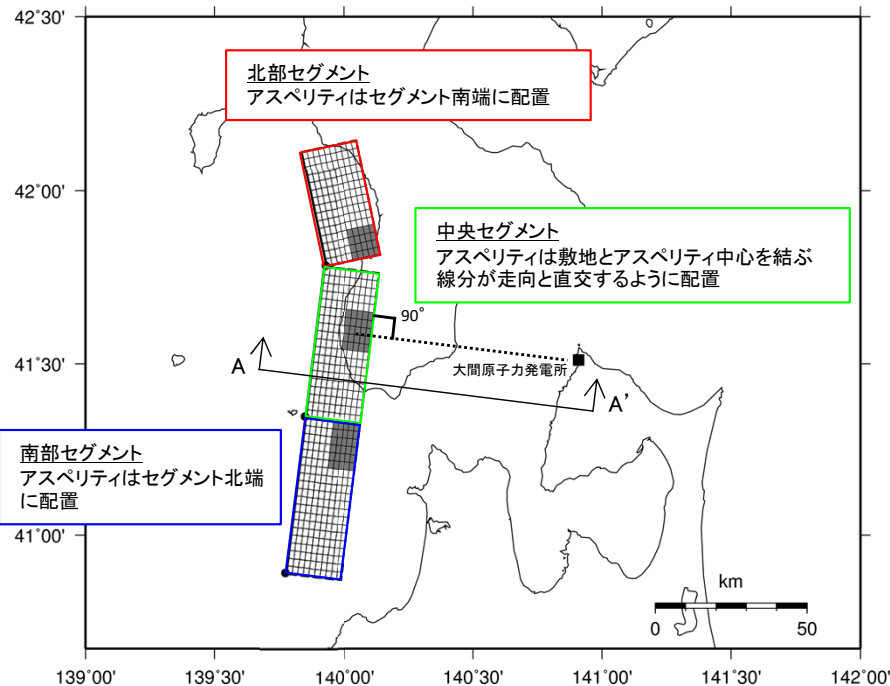 42˚30'
北部セグメント
アスペリティはセグメント南端に配置
42˚00'
中央セグメント
アスペリティは敷地とアスペリティ中心を結ぶ
線分が走向と直交するように配置
90˚
41˚30'
大間原子力発電所
A
A'
南部セグメント
アスペリティはセグメント北端
に配置
41˚00'
km
0 50
139˚00' 139˚30' 140˚00' 140˚30' 141˚00' 141˚30' 142˚00'